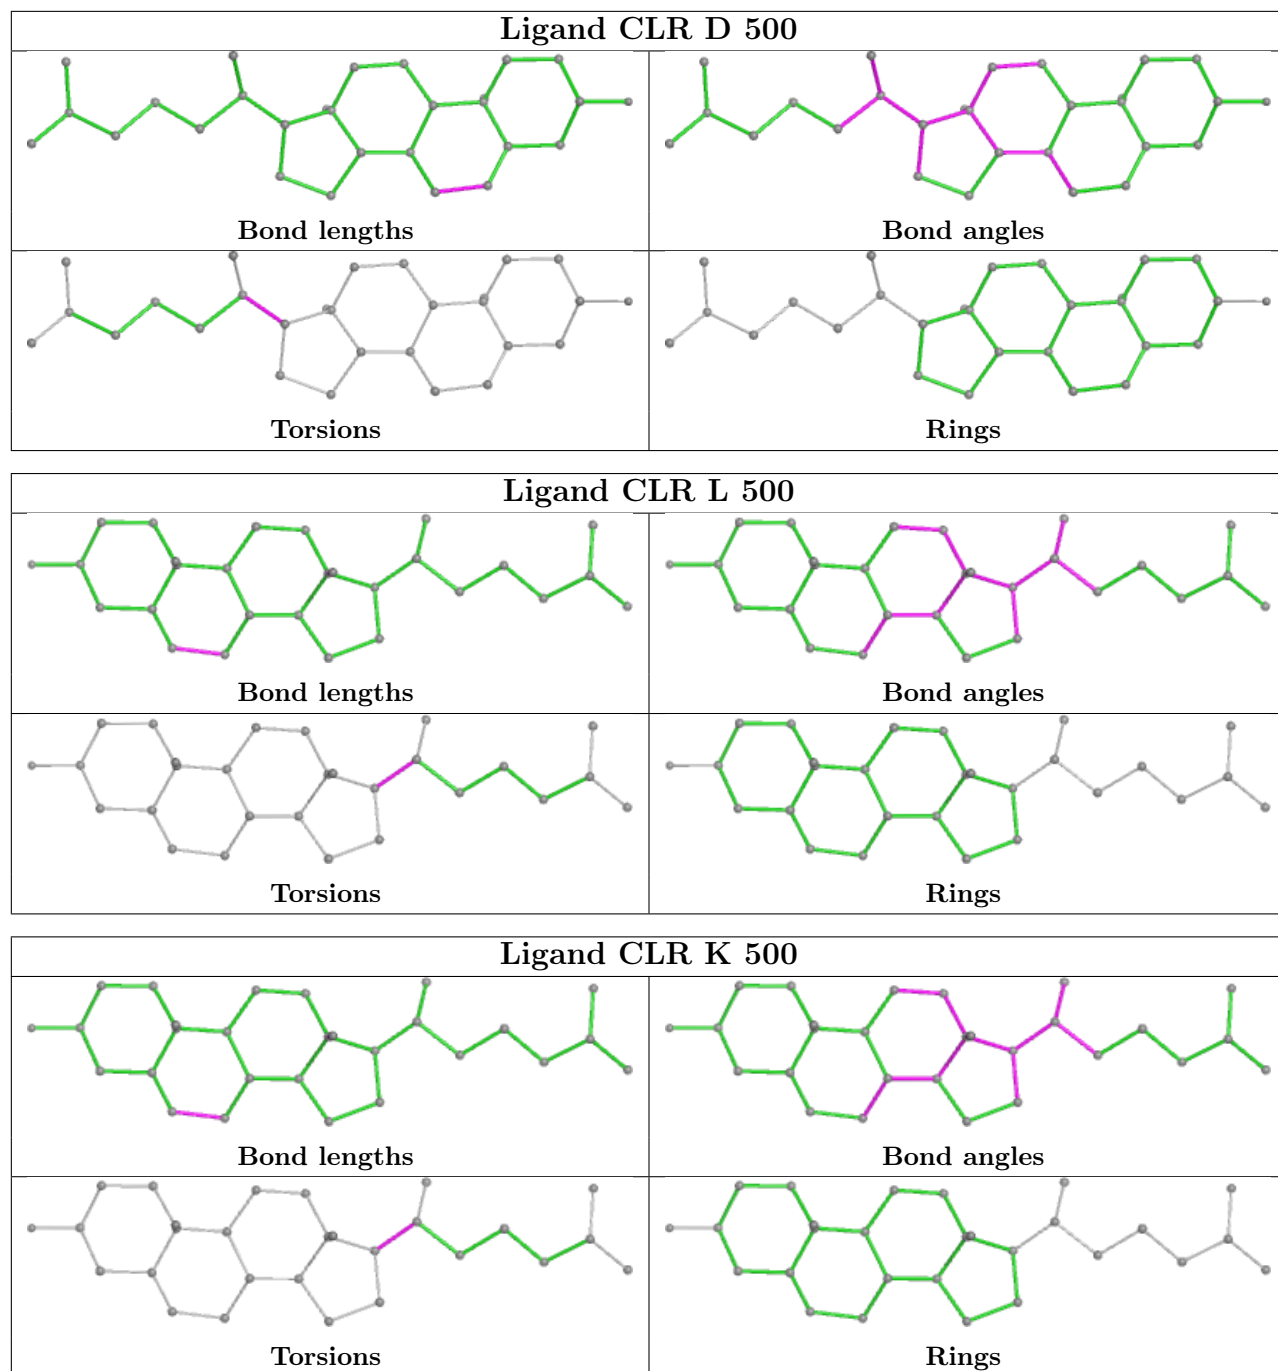 Ligand CLR D 500
Bond lengths
Bond angles
Torsions
Rings
Ligand CLR L 500
Bond lengths
Bond angles
Torsions
Rings
Ligand CLR K 500
Bond lengths
Bond angles
Torsions
Rings